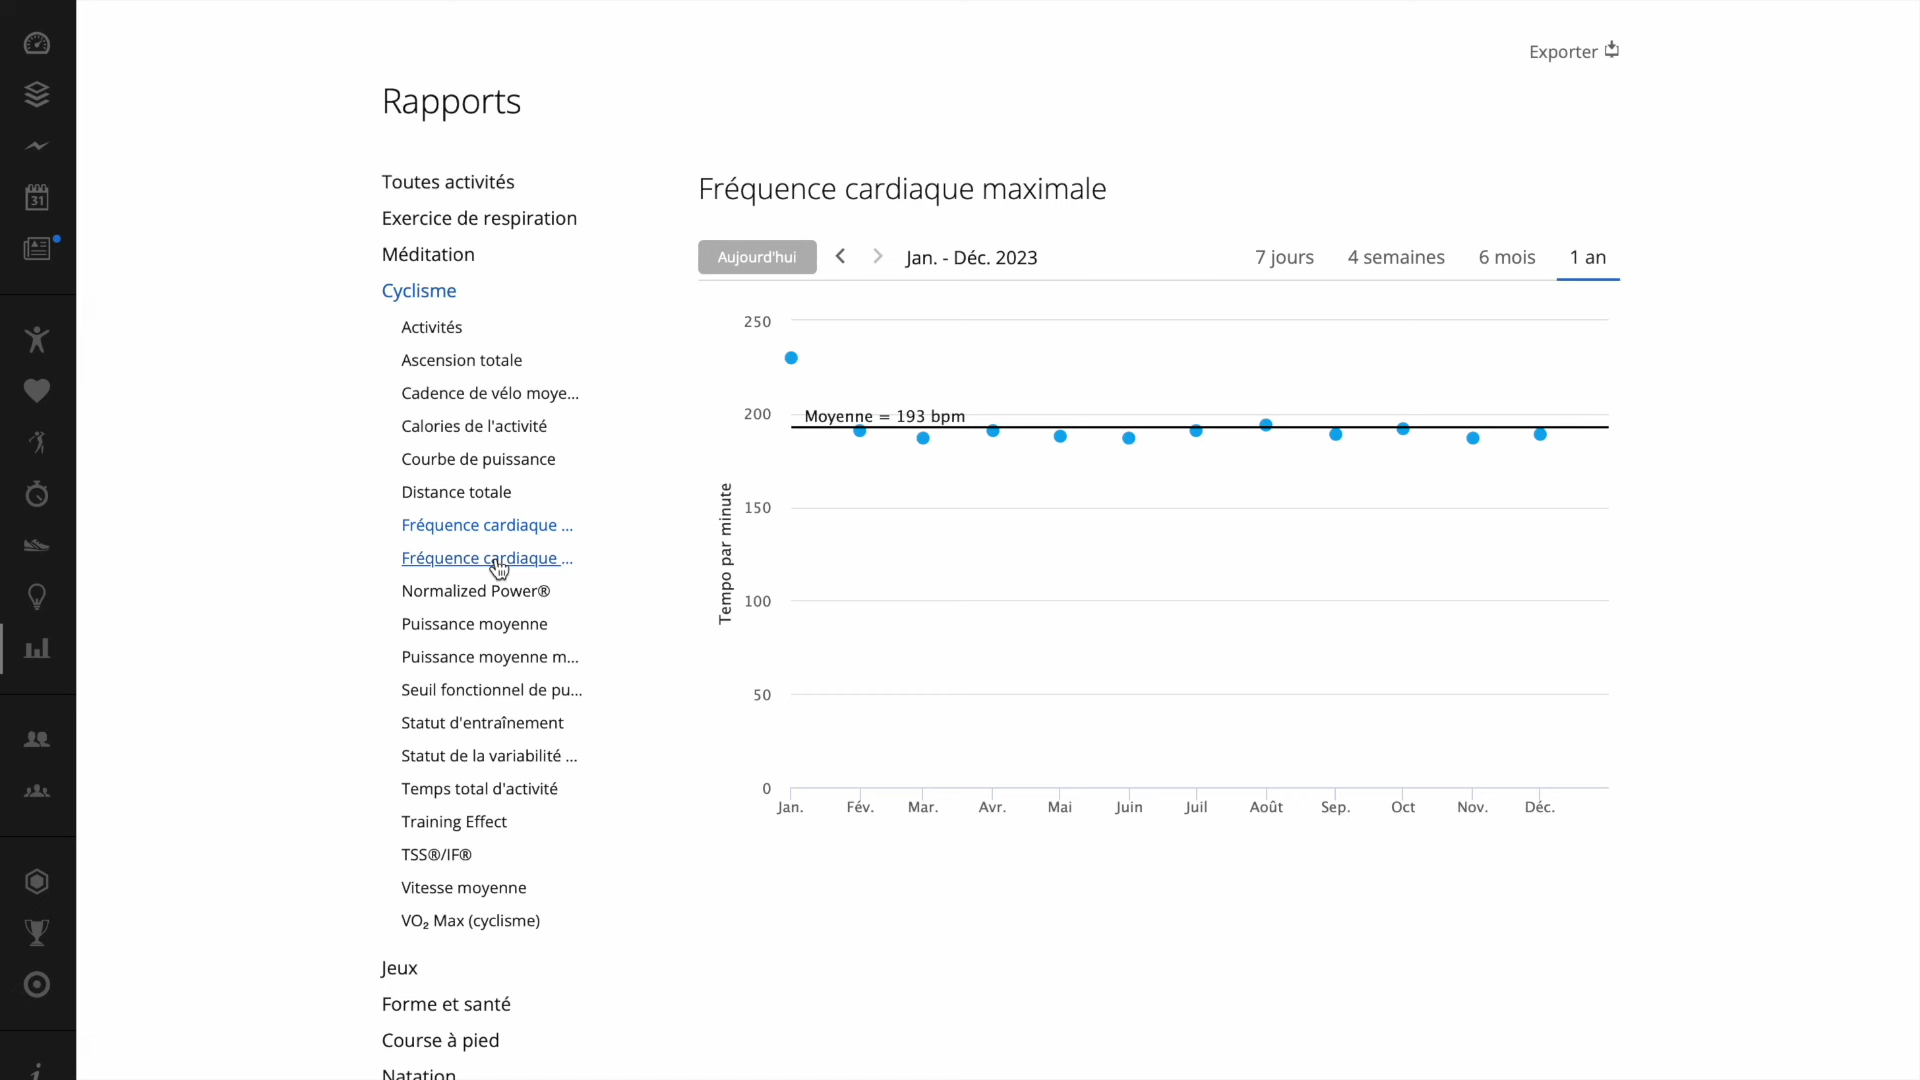 Exporter
Rapports
Toutes activités
Exercice de respiration
Méditation
Cyclisme
Activités
Ascension totale
Cadence de vélo moye...
Calories de l'activité
Courbe de puissance
Distance totale
Fréquence cardiaque ...
Fréquence cardiaque ...
Normalized Power®
Puissance moyenne
Puissance moyenne m...
Seuil fonctionnel de pu...
Statut d'entraînement
Statut de la variabilité ...
Temps total d'activité
Training Effect
TSS®/IF®
Vitesse moyenne
VO₂ Max (cyclisme)
Jeux
Forme et santé
Course à pied
Natation
Fréquence cardiaque maximale
Aujourd'hui
Jan. - Déc. 2023
7 jours
4 semaines
6 mois
1 an
250
200
150
100
50
0
Tempo par minute
Moyenne = 193 bpm
Jan. Fév. Mar. Avr. Mai Juin Juil Août Sep. Oct Nov. Déc.
31